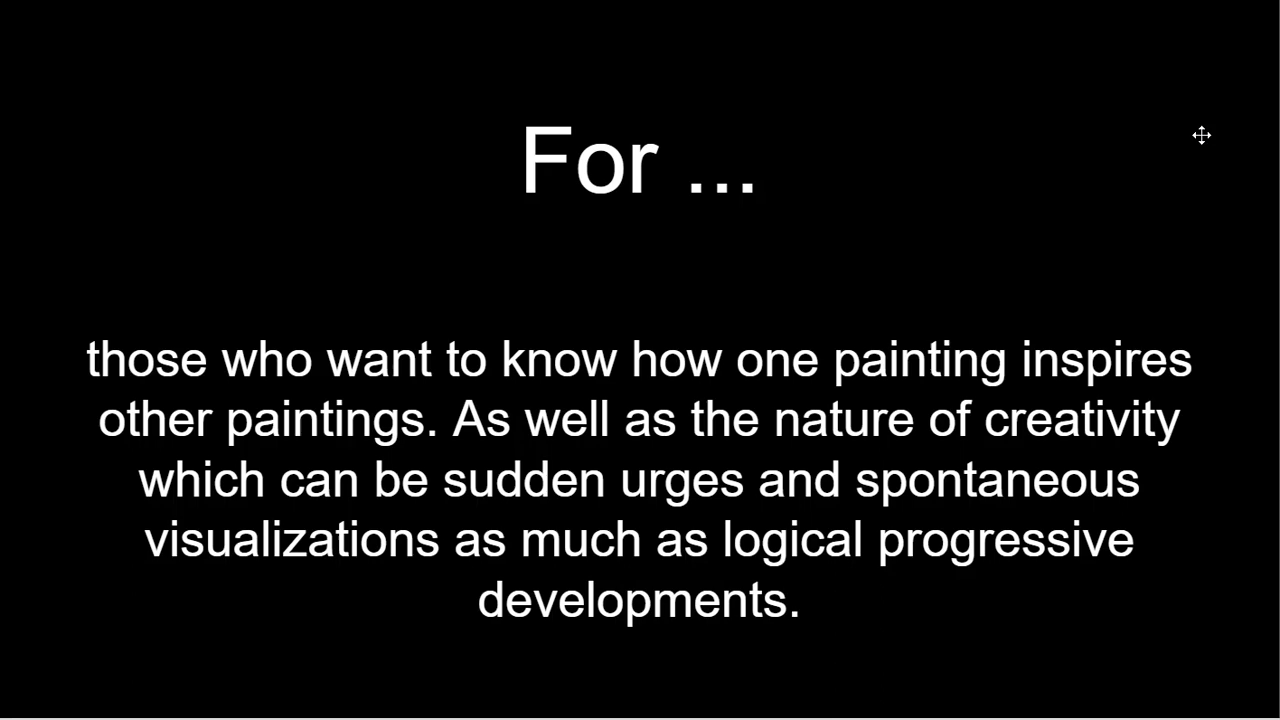 For ...
those who want to know how one painting inspires
other paintings. As well as the nature of creativity
which can be sudden urges and spontaneous
visualizations as much as logical progressive
developments.